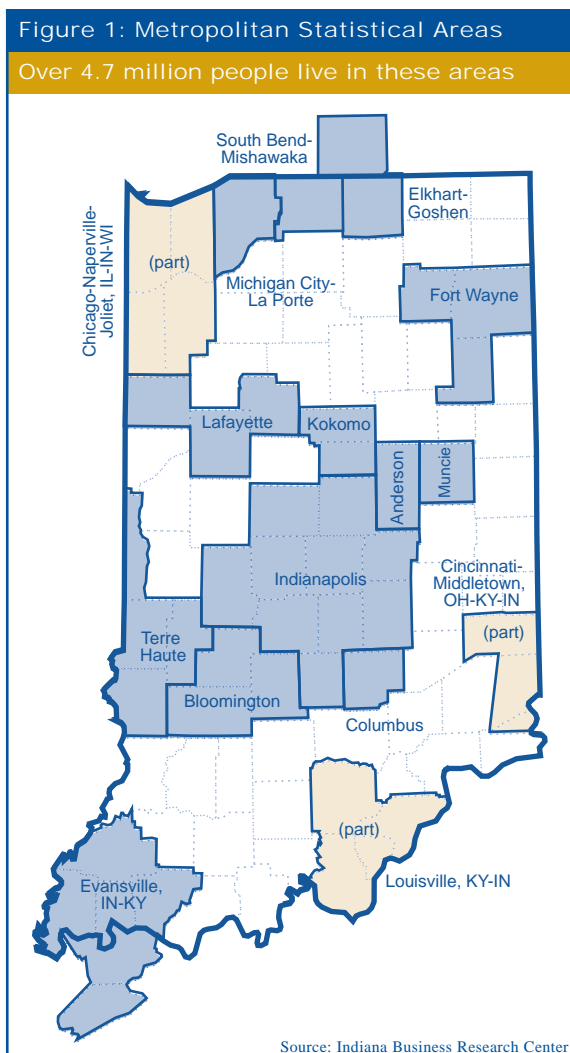 Figure 1: Metropolitan Statistical Areas
Over 4.7 million people live in these areas
South Bend-
Mishawaka
Elkhart-
Goshen
Chicago-Naperville-
Joliet, IL-IN-WI
(part)
Michigan City-
La Porte
Fort Wayne
Lafayette
Kokomo
Anderson
Muncie
Indianapolis
Cincinnati-
Middletown,
OH-KY-IN
(part)
Terre
Haute
Bloomington
Columbus
(part)
Louisville, KY-IN
Evansville,
IN-KY
Source: Indiana Business Research Center